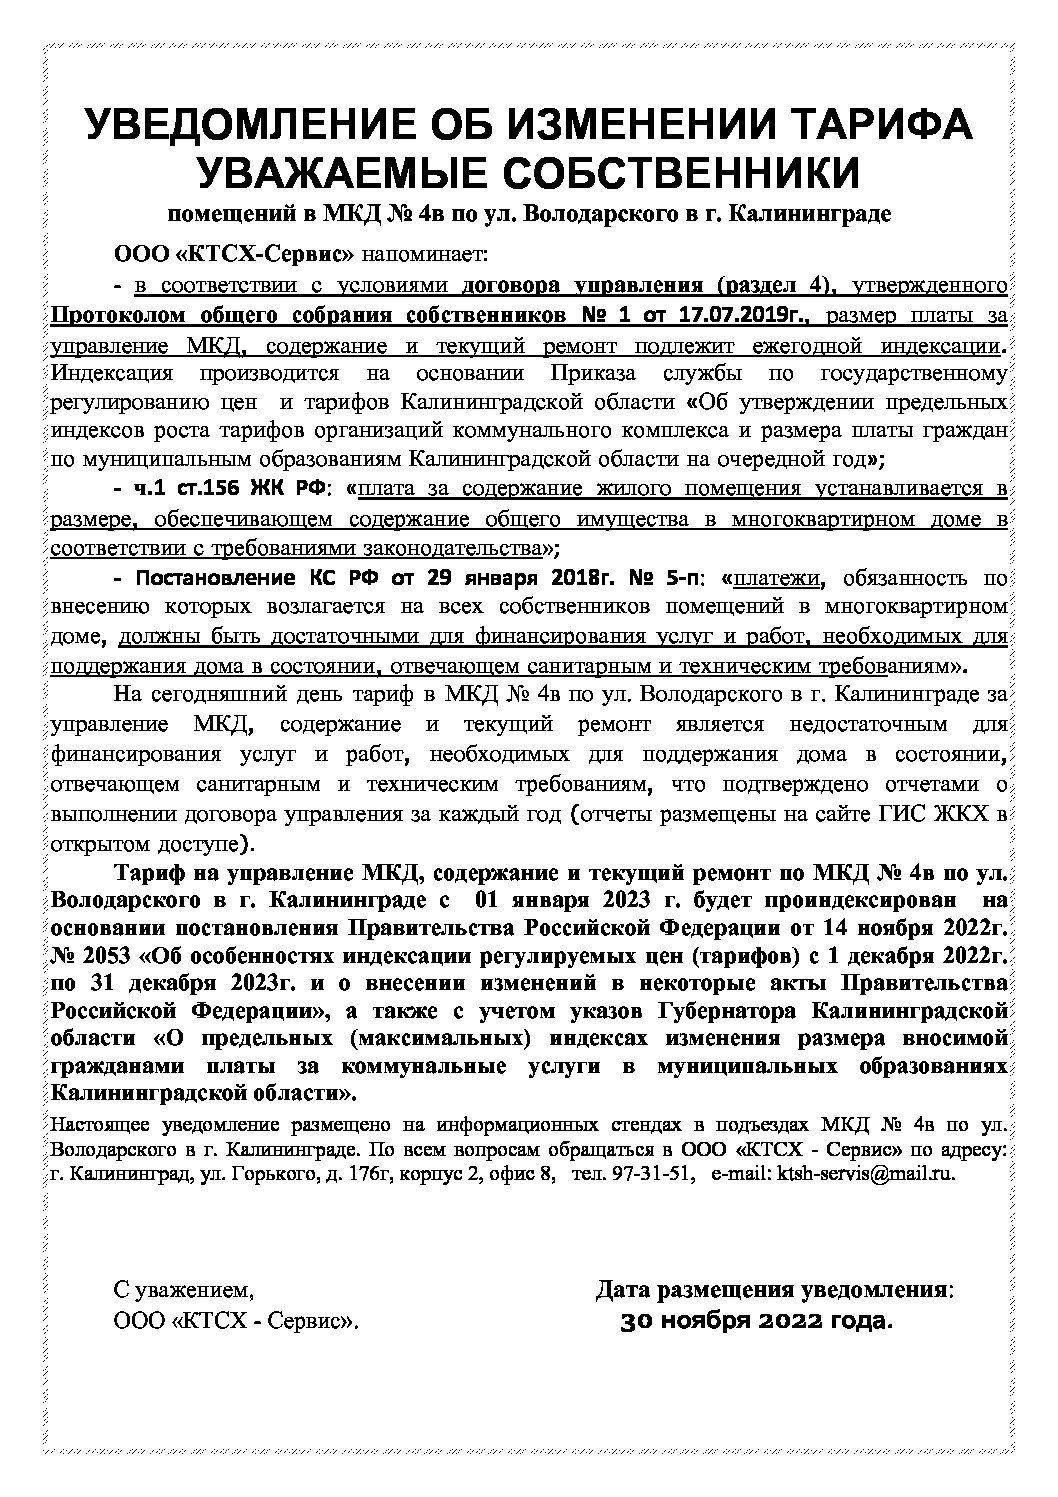 УВЕДОМЛЕНИЕ ОБ ИЗМЕНЕНИИ ТАРИФА
УВАЖАЕМЫЕ СОБСТВЕННИКИ
помещений в МКД № 4в по ул. Володарского в г. Калининграде
ООО «КТСХ-Сервис» напоминает:
- в соответствии с условиями договора управления (раздел 4), утвержденного
Протоколом общего собрания собственников № 1 от 17.07.2019г., размер платы за
управление МКД, содержание и текущий ремонт подлежит ежегодной индексации.
Индексация производится на основании Приказа службы по государственному
регулированию цен и тарифов Калининградской области «Об утверждении предельных
индексов роста тарифов организаций коммунального комплекса и размера платы граждан
по муниципальным образованиям Калининградской области на очередной год»;
- ч.1 ст.156 ЖК РФ: «плата за содержание жилого помещения устанавливается в
размере, обеспечивающем содержание общего имущества в многоквартирном доме в
соответствии с требованиями законодательства»;
- Постановление КС РФ от 29 января 2018г. № 5-п: «платежи, обязанность по
внесению которых возлагается на всех собственников помещений в многоквартирном
доме, должны быть достаточными для финансирования услуг и работ, необходимых для
поддержания дома в состоянии, отвечающем санитарным и техническим требованиям».
На сегодняшний день тариф в МКД № 4в по ул. Володарского в г. Калининграде за
управление МКД, содержание и текущий ремонт является недостаточным для
финансирования услуг и работ, необходимых для поддержания дома в состоянии,
отвечающем санитарным и техническим требованиям, что подтверждено отчетами о
выполнении договора управления за каждый год (отчеты размещены на сайте ГИС ЖКХ в
открытом доступе).
Тариф на управление МКД, содержание и текущий ремонт по МКД № 4в по ул.
Володарского в г. Калининграде с 01 января 2023 г. будет проиндексирован на
основании постановления Правительства Российской Федерации от 14 ноября 2022г.
№ 2053 «Об особенностях индексации регулируемых цен (тарифов) с 1 декабря 2022г.
по 31 декабря 2023г. и о внесении изменений в некоторые акты Правительства
Российской Федерации», а также с учетом указов Губернатора Калининградской
области «О предельных (максимальных) индексах изменения размера вносимой
гражданами платы за коммунальные услуги в муниципальных образованиях
Калининградской области».
Настоящее уведомление размещено на информационных стендах в подъездах МКД № 4в по ул.
Володарского в г. Калининграде. По всем вопросам обращаться в ООО «КТСХ - Сервис» по адресу:
г. Калининград, ул. Горького, д. 176г, корпус 2, офис 8, тел. 97-31-51, e-mail: ktsh-servis@mail.ru.
С уважением,
ООО «КТСХ - Сервис».
Дата размещения уведомления:
30 ноября 2022 года.